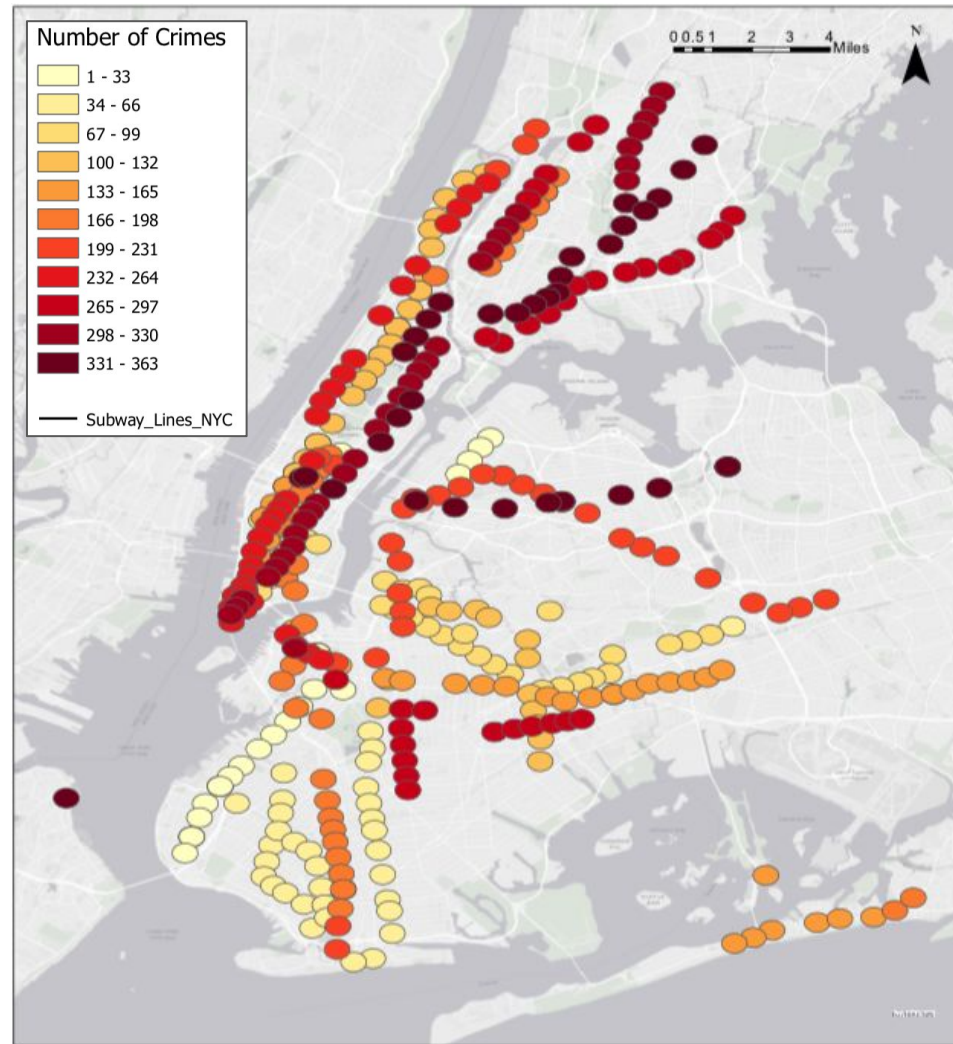 Number of Crimes
1 - 33
34 - 66
67 - 99
100 - 132
133 - 165
166 - 198
199 - 231
232 - 264
265 - 297
298 - 330
331 - 363
Subway_Lines_NYC
0 0.5 1 2 3 4
Miles
N